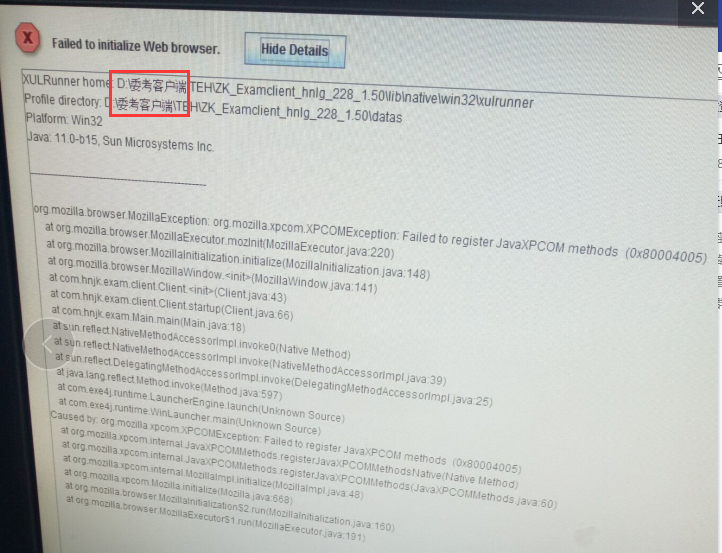 X
Failed to initialize Web browser.
Hide Details
XULRunner home: D:\委考客户端\TEH\ZK_Examclient_hnlg_228_1.50\lib\native\win32\xulrunner
Profile directory: D:\委考客户端\TEH\ZK_Examclient_hnlg_228_1.50\datas
Platform: Win32
Java: 11.0-b15, Sun Microsystems Inc.
org.mozilla.browser.MozillaException: org.mozilla.xpcom.XPCOMException: Failed to register JavaXPCOM methods (0x80004005)
at org.mozilla.browser.MozillaExecutor.mozInit(MozillaExecutor.java:220)
at org.mozilla.browser.MozillaInitialization.initialize(MozillaInitialization.java:148)
at org.mozilla.browser.MozillaWindow.<init>(MozillaWindow.java:141)
at com.hnjk.exam.client.Client.<init>(Client.java:43)
at com.hnjk.exam.client.Client.startup(Client.java:66)
at com.hnjk.exam.Main.main(Main.java:18)
at sun.reflect.NativeMethodAccessorImpl.invoke0(Native Method)
at sun.reflect.NativeMethodAccessorImpl.invoke(NativeMethodAccessorImpl.java:39)
at sun.reflect.DelegatingMethodAccessorImpl.invoke(DelegatingMethodAccessorImpl.java:25)
at java.lang.reflect.Method.invoke(Method.java:597)
at com.exe4j.runtime.LauncherEngine.launch(Unknown Source)
at com.exe4j.runtime.WinLauncher.main(Unknown Source)
Caused by: org.mozilla.xpcom.XPCOMException: Failed to register JavaXPCOM methods (0x80004005)
at org.mozilla.xpcom.internal.JavaXPCOMMethods.registerJavaXPCOMMethodsNative(Native Method)
at org.mozilla.xpcom.internal.JavaXPCOMMethods.registerJavaXPCOMMethods(JavaXPCOMMethods.java:60)
at org.mozilla.xpcom.internal.MozillaImpl.initialize(MozillaImpl.java:48)
at org.mozilla.xpcom.Mozilla.initialize(Mozilla.java:668)
at org.mozilla.browser.MozillaInitialization$2.run(MozillaInitialization.java:160)
at org.mozilla.browser.MozillaExecutor$1.run(MozillaExecutor.java:191)